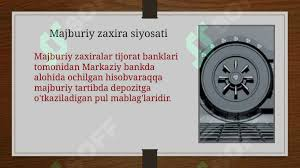 Majburiy zaxira siyosati
Majburiy zaxiralar tijorat banklari
tomonidan Markaziy bankda
alohida ochilgan hisobvaraqqa
majburiy tartibda depozitga
o'tkaziladigan pul mablag'laridir.